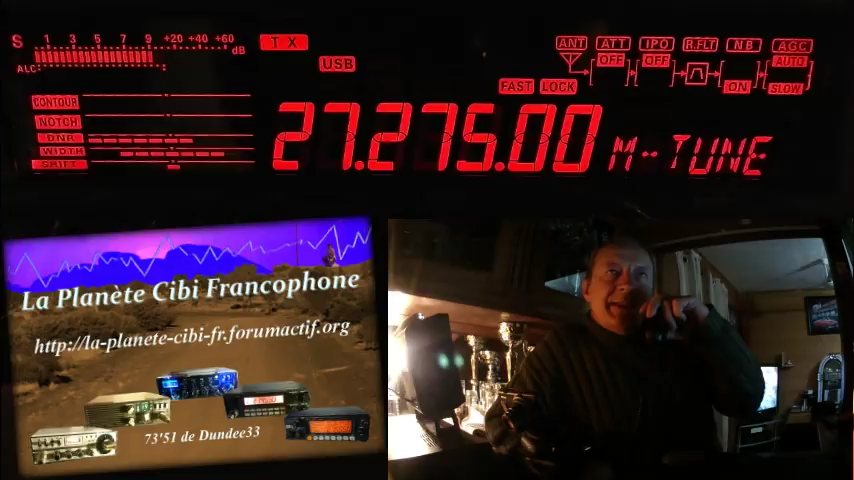 S 1 3 5 7 9 +20 +40 +60 dB
ALC
TX
USB
ANT ATT IPO R.FLT NB AGC
OFF OFF AUTO
ON SLOW
FAST LOCK
CONTOUR
NOTCH
DNR
WIDTH
SHIFT
27.275.00 M-TUNE
La Planète Cibi Francophone
http://la-planete-cibi-fr.forumactif.org
73'51 de Dundee33